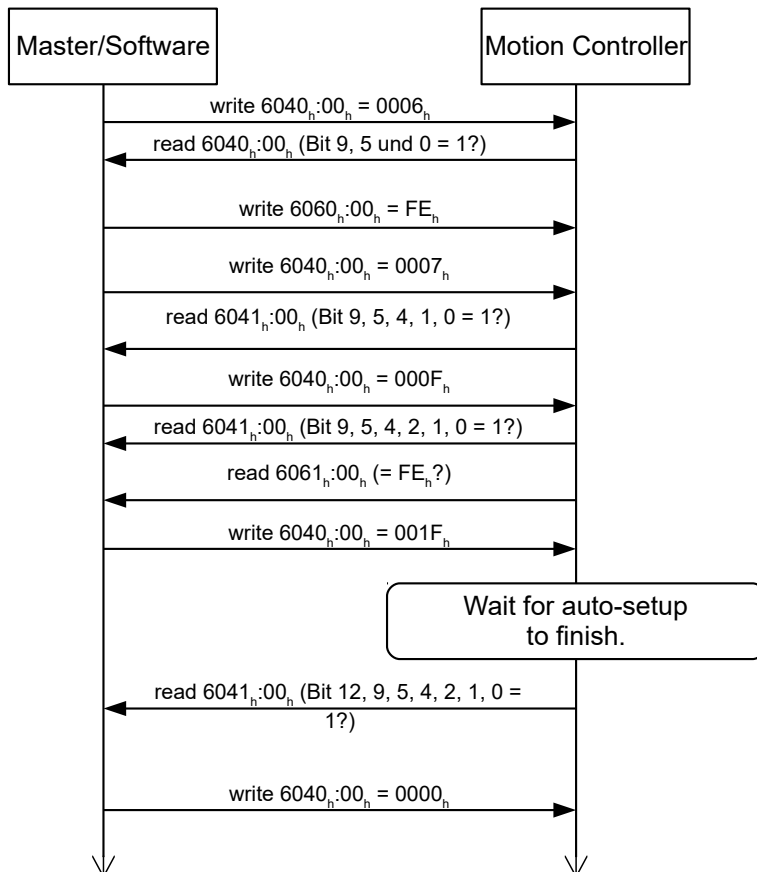 Master/Software
Motion Controller
write 6040h:00h = 0006h
read 6040h:00h (Bit 9, 5 und 0 = 1?)
write 6060h:00h = FEh
write 6040h:00h = 0007h
read 6041h:00h (Bit 9, 5, 4, 1, 0 = 1?)
write 6040h:00h = 000Fh
read 6041h:00h (Bit 9, 5, 4, 2, 1, 0 = 1?)
read 6061h:00h (= FEh?)
write 6040h:00h = 001Fh
Wait for auto-setup
to finish.
read 6041h:00h (Bit 12, 9, 5, 4, 2, 1, 0 =
1?)
write 6040h:00h = 0000h